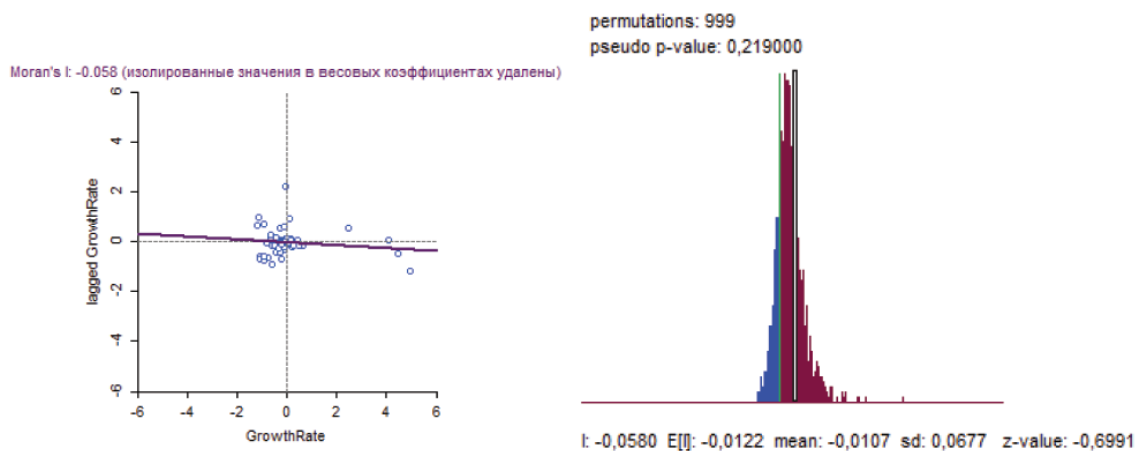 Moran's I: -0.058 (изолированные значения в весовых коэффициентах удалены)
6
4
2
0
-2
-4
-6
lagged GrowthRate
-6
-4
-2
0
2
4
6
GrowthRate
permutations: 999
pseudo p-value: 0,219000
I: -0,0580 E[I]: -0,0122 mean: -0,0107 sd: 0,0677 z-value: -0,6991